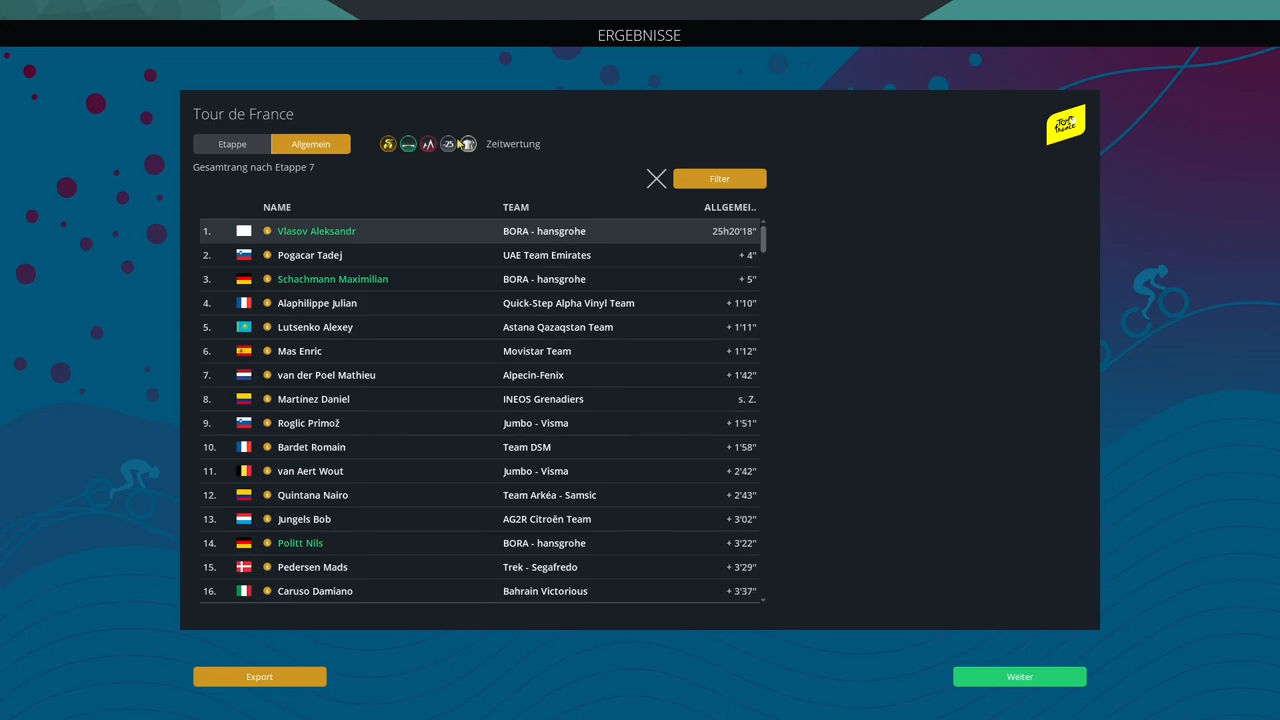 ERGEBNISSE
Tour de France
Etappe Allgemein -25 Zeitwertung
Gesamtrang nach Etappe 7
Filter
NAME TEAM ALLGEMEI..
1. Vlasov Aleksandr BORA - hansgrohe 25h20'18"
2. Pogacar Tadej UAE Team Emirates + 4"
3. Schachmann Maximilian BORA - hansgrohe + 5"
4. Alaphilippe Julian Quick-Step Alpha Vinyl Team + 1'10"
5. Lutsenko Alexey Astana Qazaqstan Team + 1'11"
6. Mas Enric Movistar Team + 1'12"
7. van der Poel Mathieu Alpecin-Fenix + 1'42"
8. Martínez Daniel INEOS Grenadiers s. Z.
9. Roglic Primož Jumbo - Visma + 1'51"
10. Bardet Romain Team DSM + 1'58"
11. van Aert Wout Jumbo - Visma + 2'42"
12. Quintana Nairo Team Arkéa - Samsic + 2'43"
13. Jungels Bob AG2R Citroën Team + 3'02"
14. Politt Nils BORA - hansgrohe + 3'22"
15. Pedersen Mads Trek - Segafredo + 3'29"
16. Caruso Damiano Bahrain Victorious + 3'37"
Export Weiter